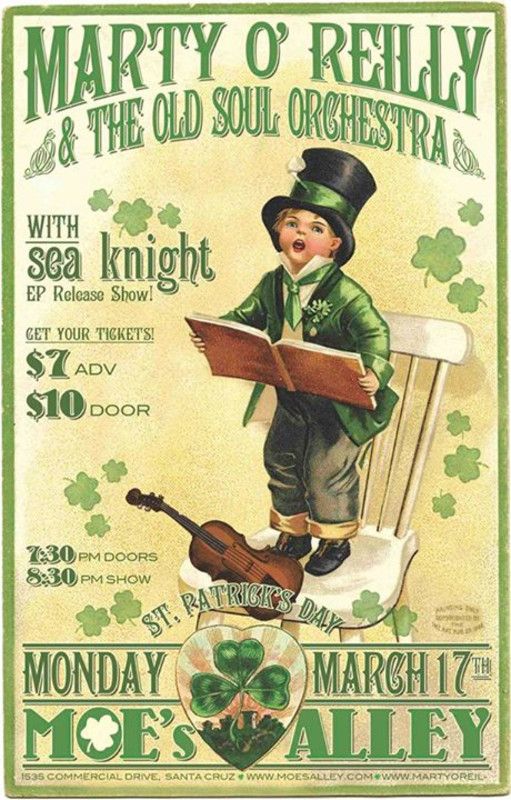 MARTY O' REILLY
& THE OLD SOUL ORCHESTRA
WITH
sea knight
EP Release Show!
GET YOUR TICKETS!
$7 ADV
$10 DOOR
7:30 PM DOORS
8:30 PM SHOW
ST. PATRICK'S DAY
MONDAY MARCH 17TH
MOE's ALLEY
1535 COMMERCIAL DRIVE, SANTA CRUZ • WWW.MOESALLEY.COM • WWW.MARTYOREIL-